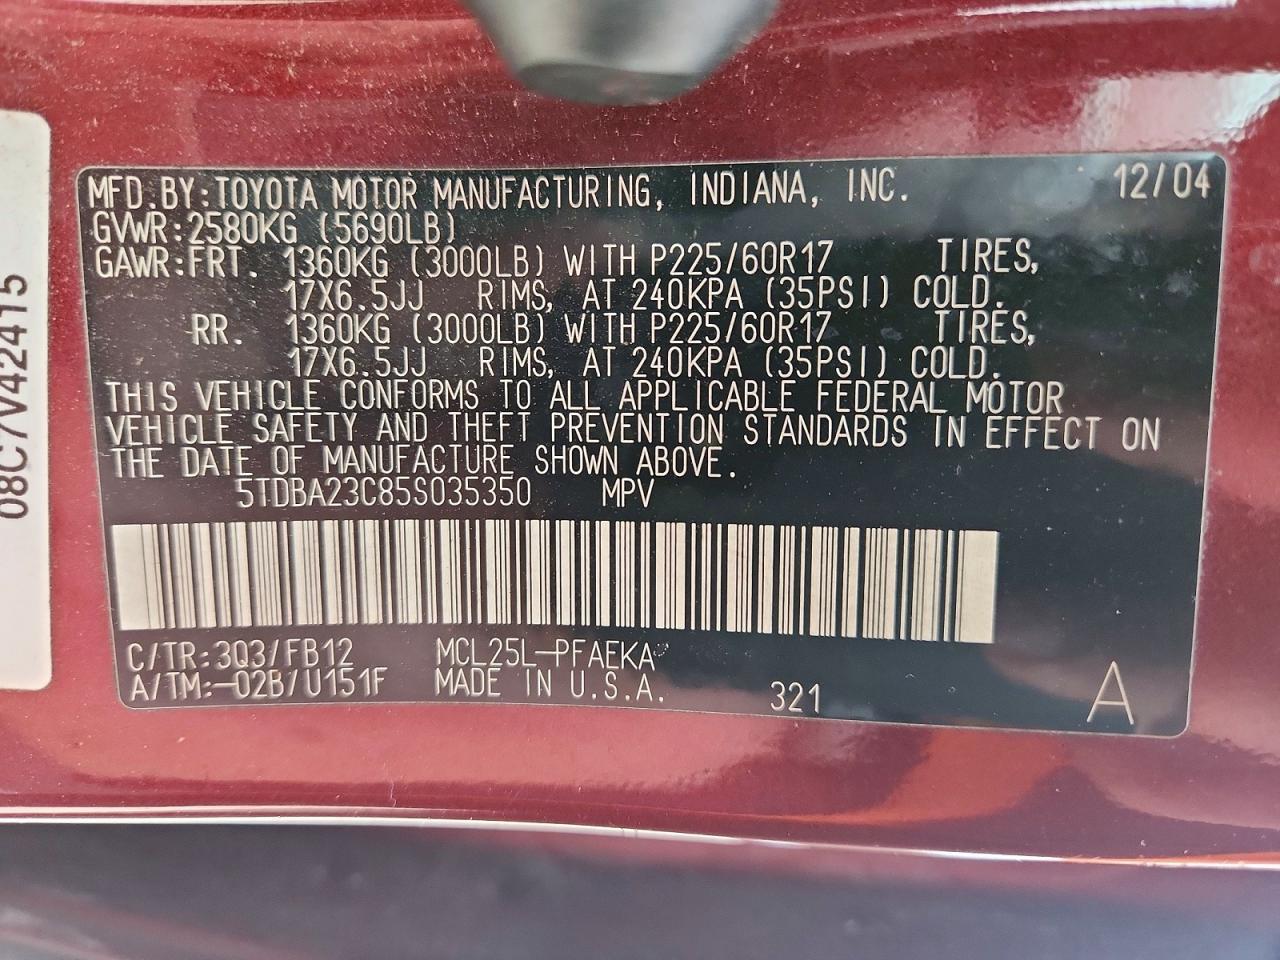 MFD.BY:TOYOTA MOTOR MANUFACTURING, INDIANA, INC. 12/04
GVWR:2580KG (5690LB)
GAWR:FRT. 1360KG (3000LB) WITH P225/60R17 TIRES,
17X6.5JJ RIMS, AT 240KPA (35PSI) COLD.
RR. 1360KG (3000LB) WITH P225/60R17 TIRES,
17X6.5JJ RIMS, AT 240KPA (35PSI) COLD.
THIS VEHICLE CONFORMS TO ALL APPLICABLE FEDERAL MOTOR
VEHICLE SAFETY AND THEFT PREVENTION STANDARDS IN EFFECT ON
THE DATE OF MANUFACTURE SHOWN ABOVE.
5TDBA23C85S035350 MPV
C/TR:3Q3/FB12 MCL25L-PFAEKA
A/TM:-02B/U151F MADE IN U.S.A. 321 A
08C7V42415